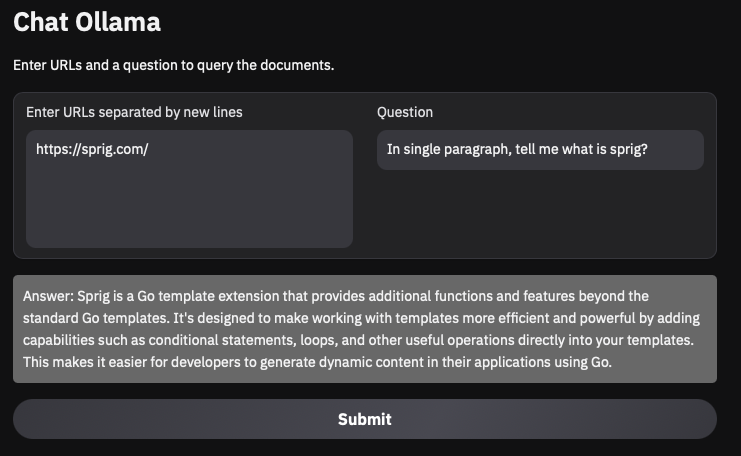 Chat Ollama
Enter URLs and a question to query the documents.
Enter URLs separated by new lines
https://sprig.com/
Question
In single paragraph, tell me what is sprig?
Answer: Sprig is a Go template extension that provides additional functions and features beyond the
standard Go templates. It's designed to make working with templates more efficient and powerful by adding
capabilities such as conditional statements, loops, and other useful operations directly into your templates.
This makes it easier for developers to generate dynamic content in their applications using Go.
Submit